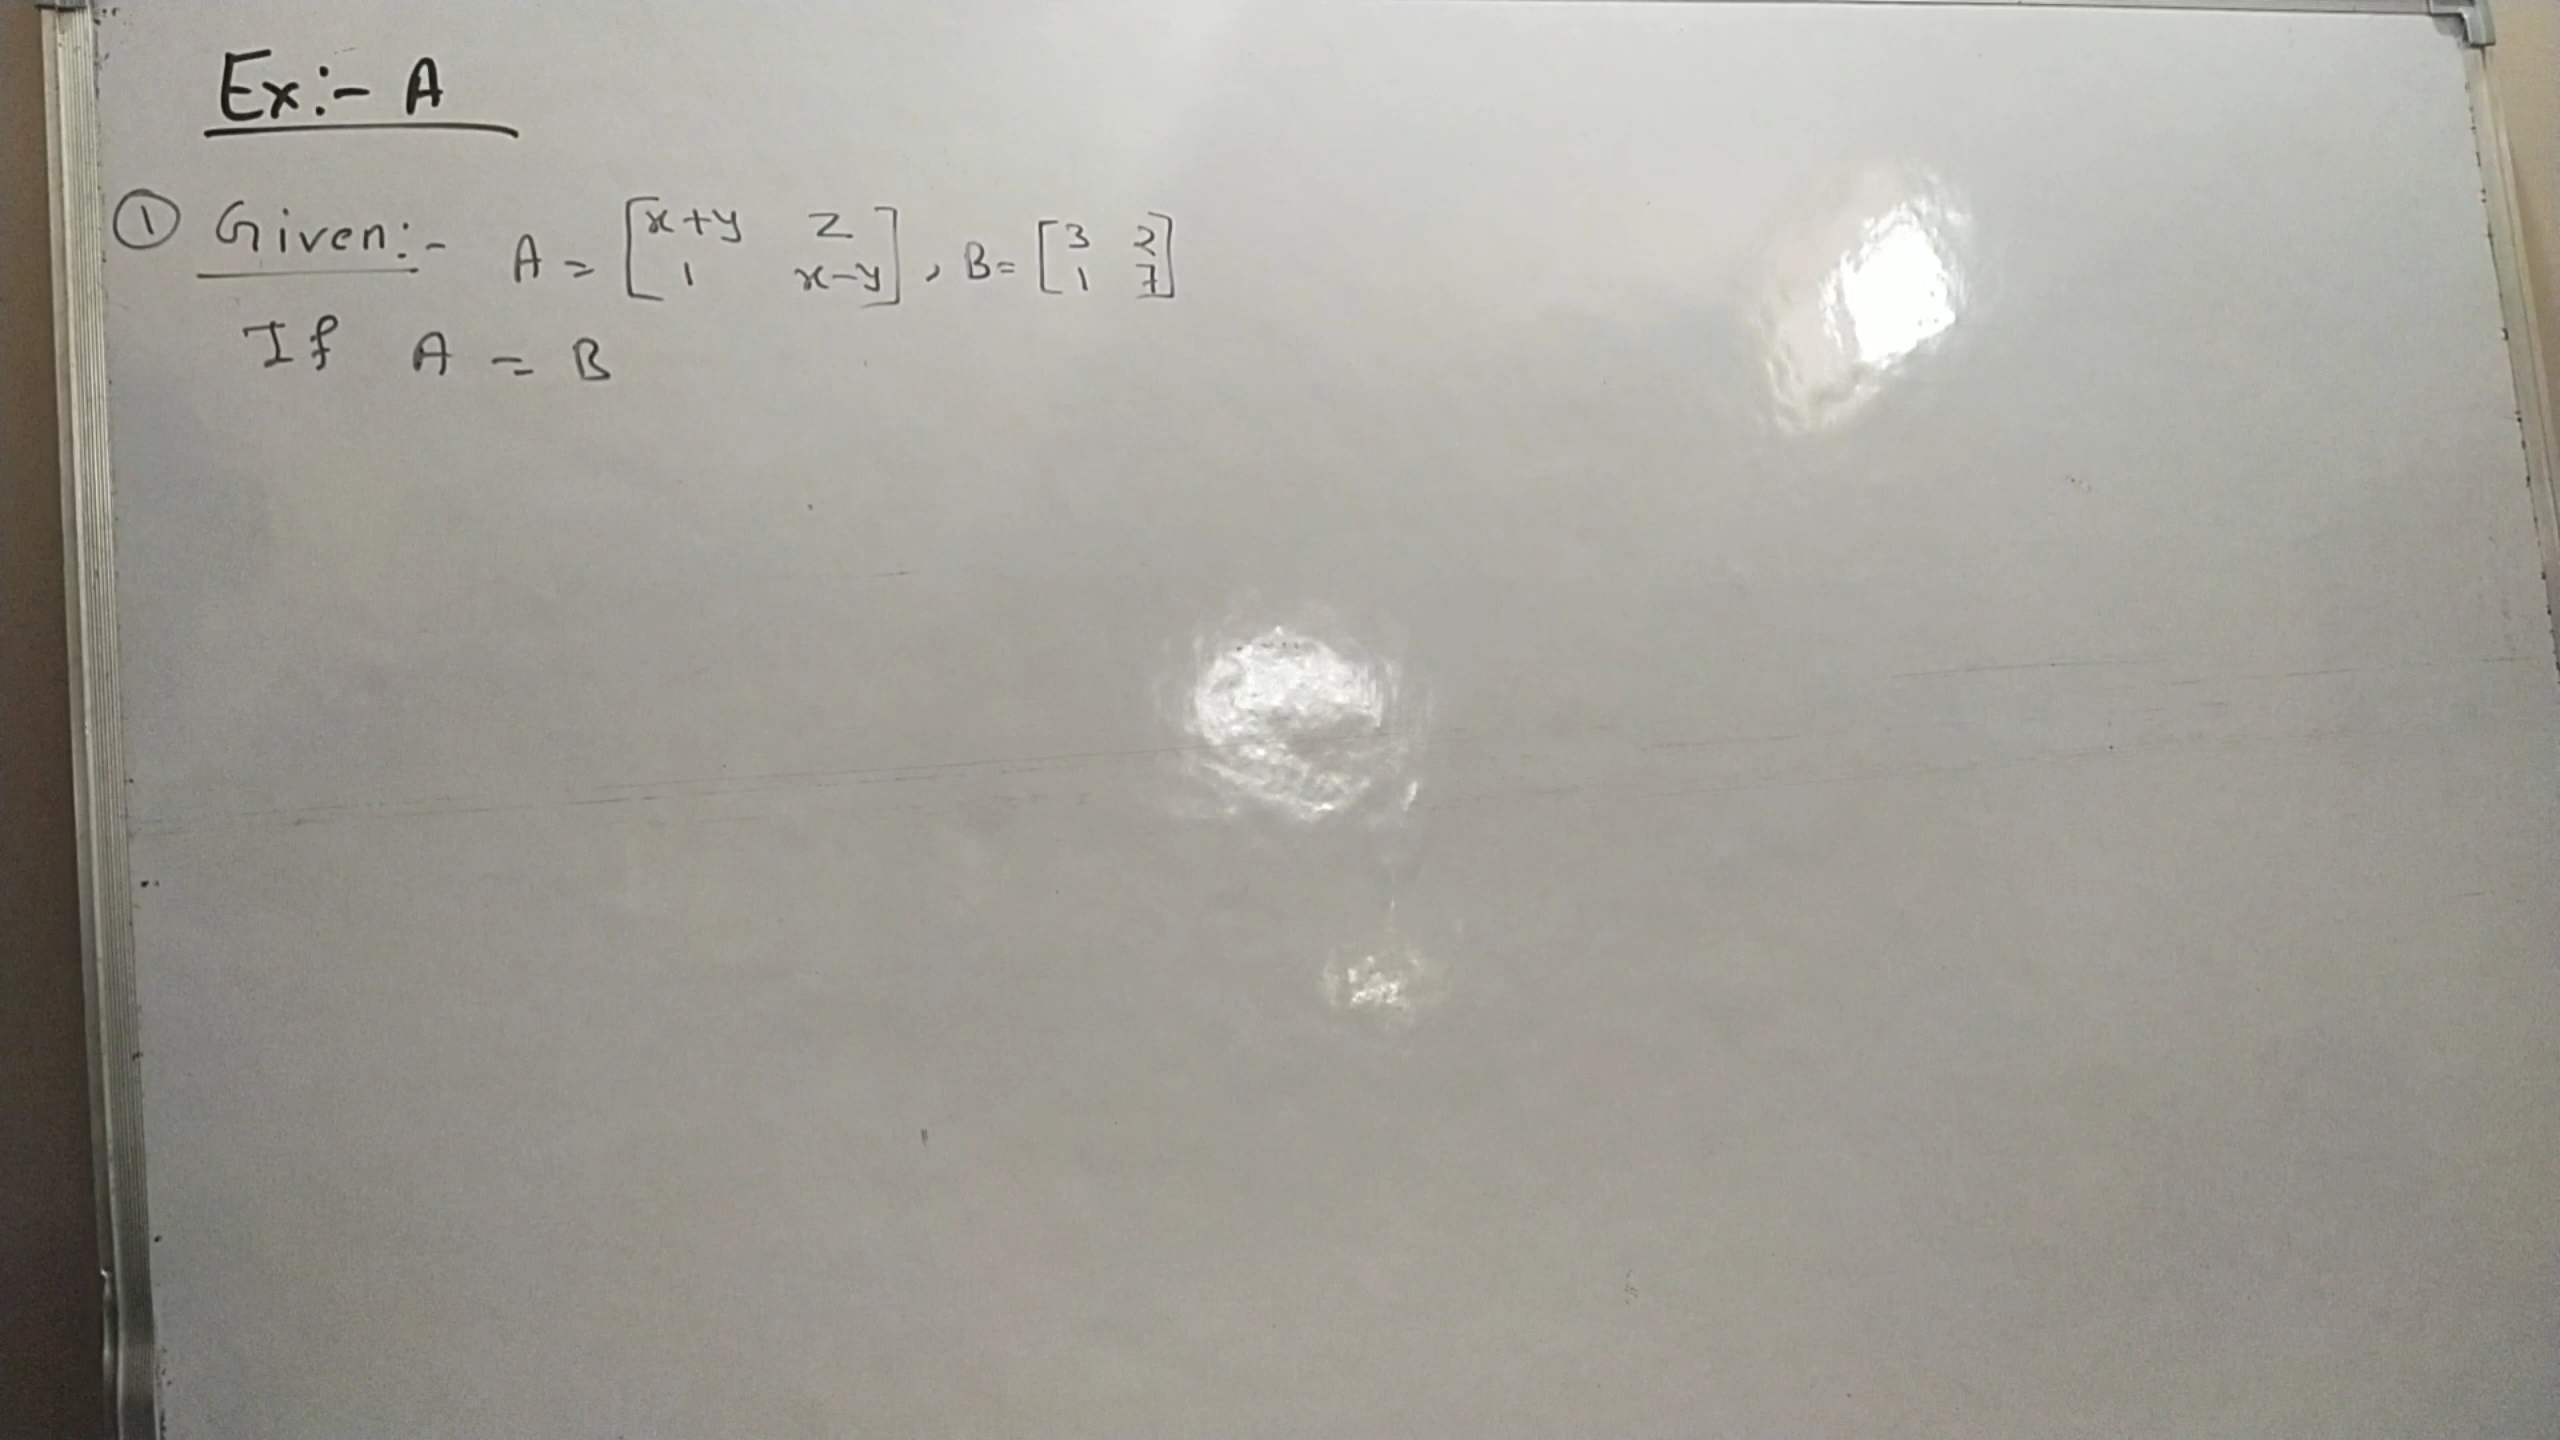 Ex:- A
① Given:- A = [x+y z 1 x-y], B = [3 2 1 7]
If A = B